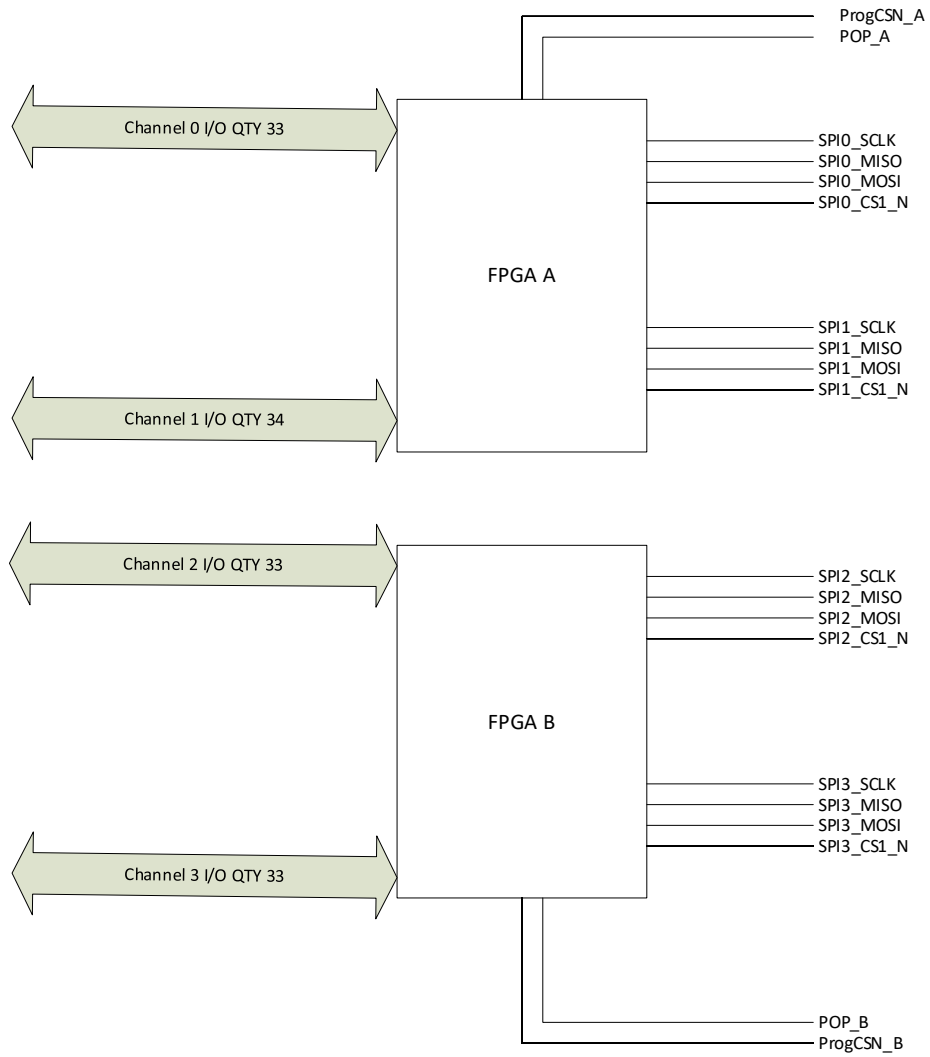 ProgCSN_A
POP_A
Channel 0 I/O QTY 33
SPI0_SCLK
SPI0_MISO
SPI0_MOSI
SPI0_CS1_N
FPGA A
SPI1_SCLK
SPI1_MISO
SPI1_MOSI
SPI1_CS1_N
Channel 1 I/O QTY 34
Channel 2 I/O QTY 33
SPI2_SCLK
SPI2_MISO
SPI2_MOSI
SPI2_CS1_N
FPGA B
SPI3_SCLK
SPI3_MISO
SPI3_MOSI
SPI3_CS1_N
Channel 3 I/O QTY 33
POP_B
ProgCSN_B